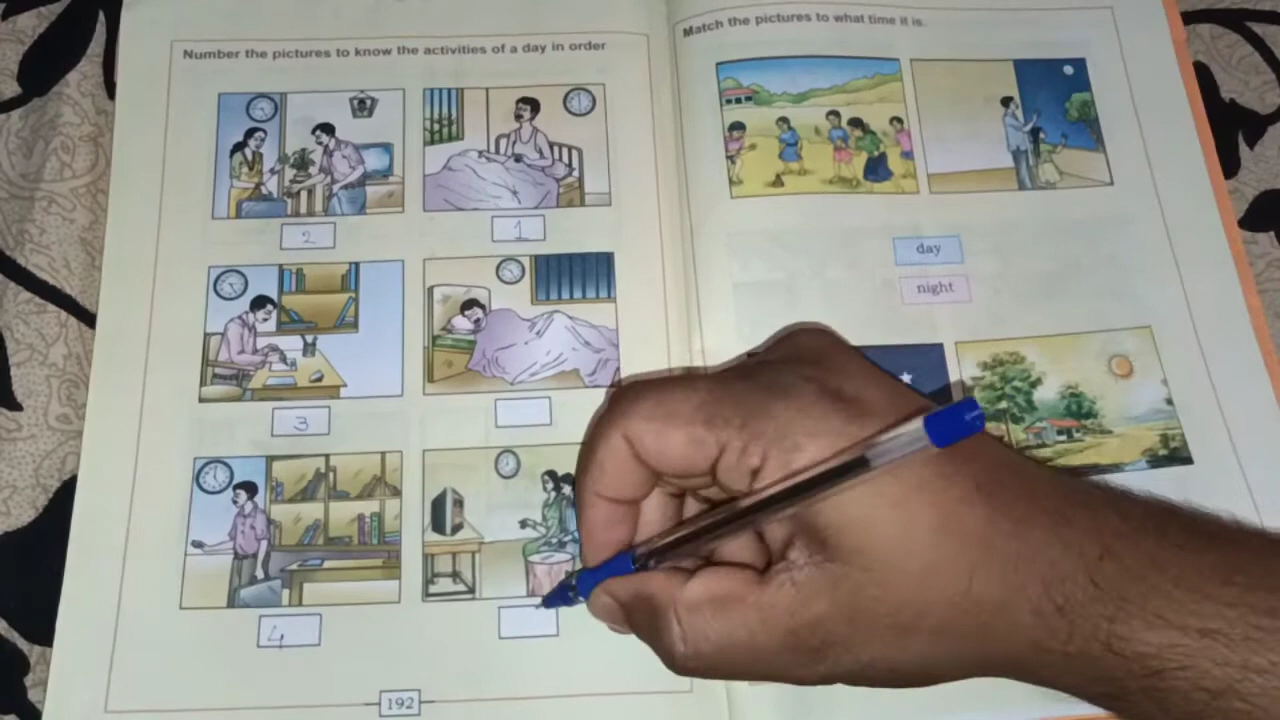 Number the pictures to know the activities of a day in order
2
1
3
4
192
Match the pictures to what time it is.
day
night